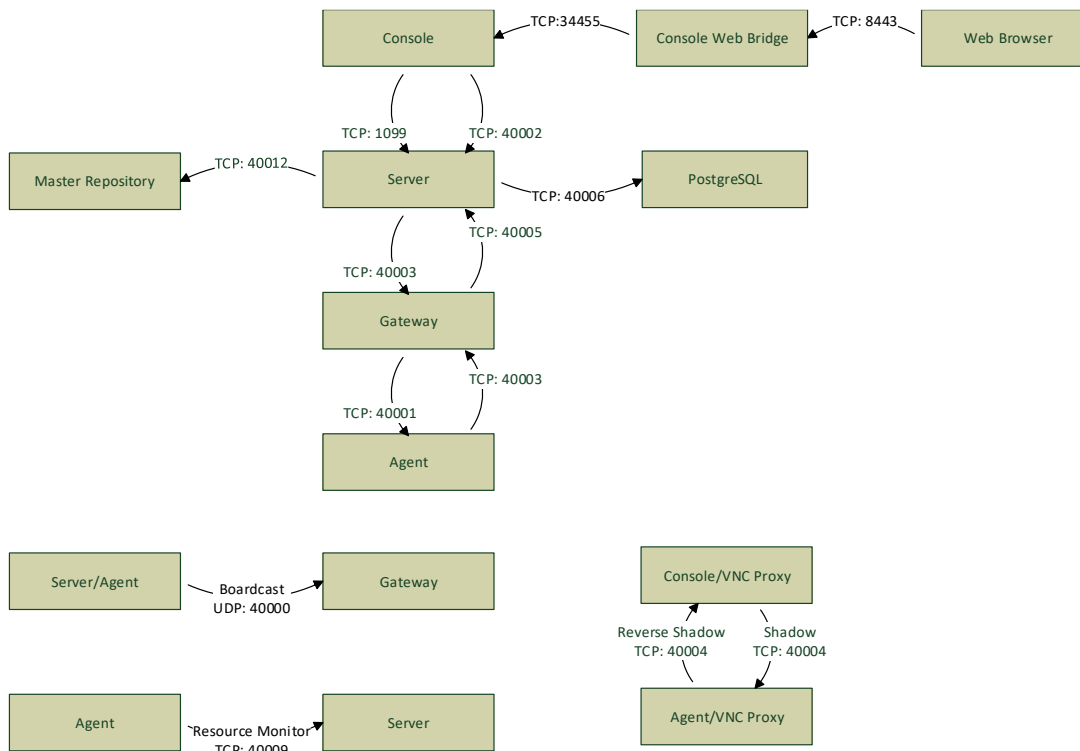 TCP:34455
TCP: 8443
Console
Console Web Bridge
Web Browser
TCP: 1099
TCP: 40002
TCP: 40012
Master Repository
Server
PostgreSQL
TCP: 40006
TCP: 40005
TCP: 40003
Gateway
TCP: 40003
TCP: 40001
Agent
Server/Agent
Boardcast
UDP: 40000
Gateway
Console/VNC Proxy
Reverse Shadow
TCP: 40004
Shadow
TCP: 40004
Agent
Resource Monitor
TCP: 40009
Server
Agent/VNC Proxy